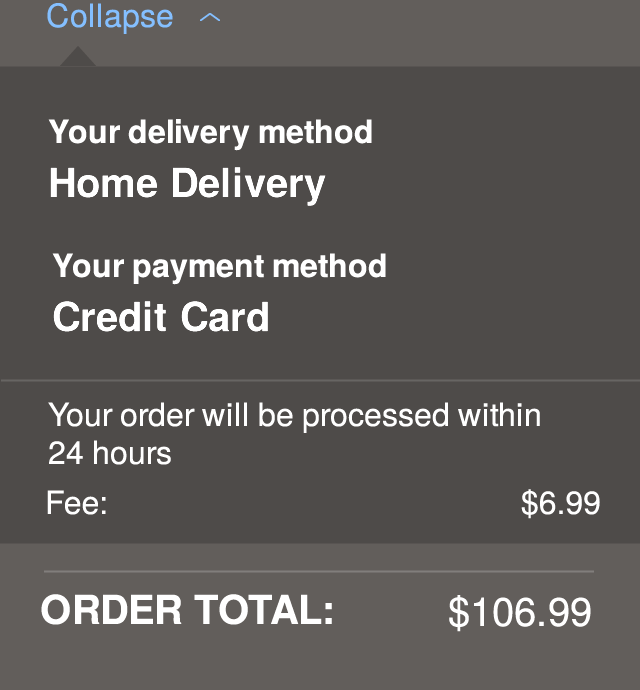 Collapse
Your delivery method
Home Delivery
Your payment method
Credit Card
Your order will be processed within
24 hours
Fee: $6.99
ORDER TOTAL: $106.99